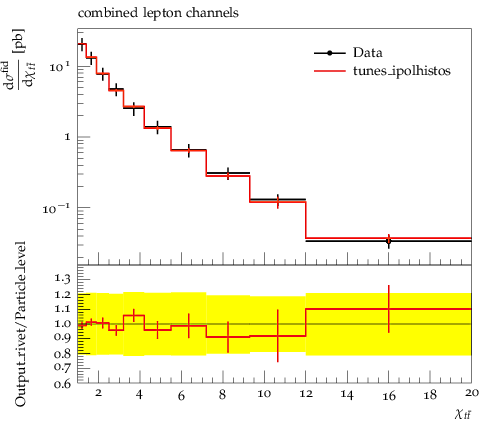 combined lepton channels
dσ^fid/dχ_tt̄ [pb]
Data
tunes_ipolhistos
10^1
1
10^−1
Output_rivet/Particle_level
1.3
1.2
1.1
1.0
0.9
0.8
0.7
0.6
2 4 6 8 10 12 14 16 18 20
χ_tt̄